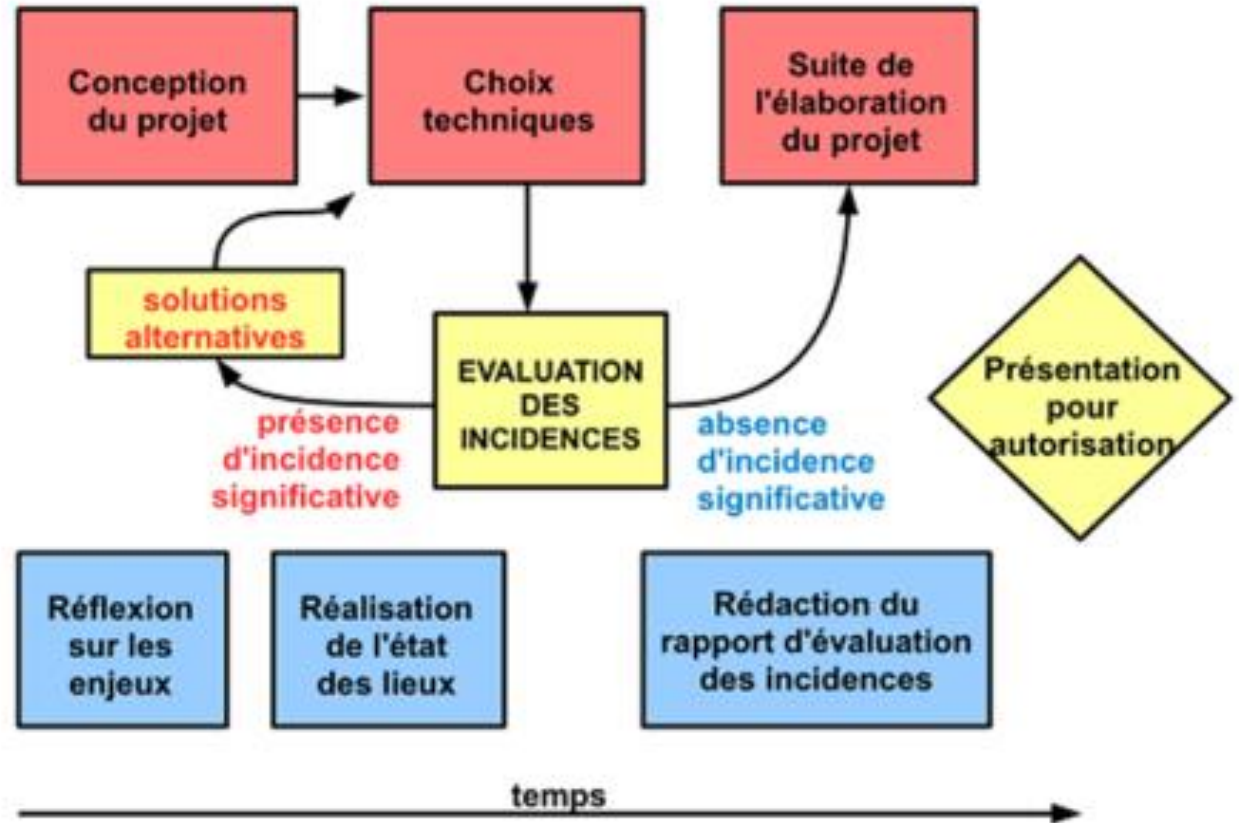 Conception
du projet
Choix
techniques
Suite de
l'élaboration
du projet
solutions
alternatives
EVALUATION
DES
INCIDENCES
Présentation
pour
autorisation
présence
d'incidence
significative
absence
d'incidence
significative
Réflexion
sur les
enjeux
Réalisation
de l'état
des lieux
Rédaction du
rapport d'évaluation
des incidences
temps